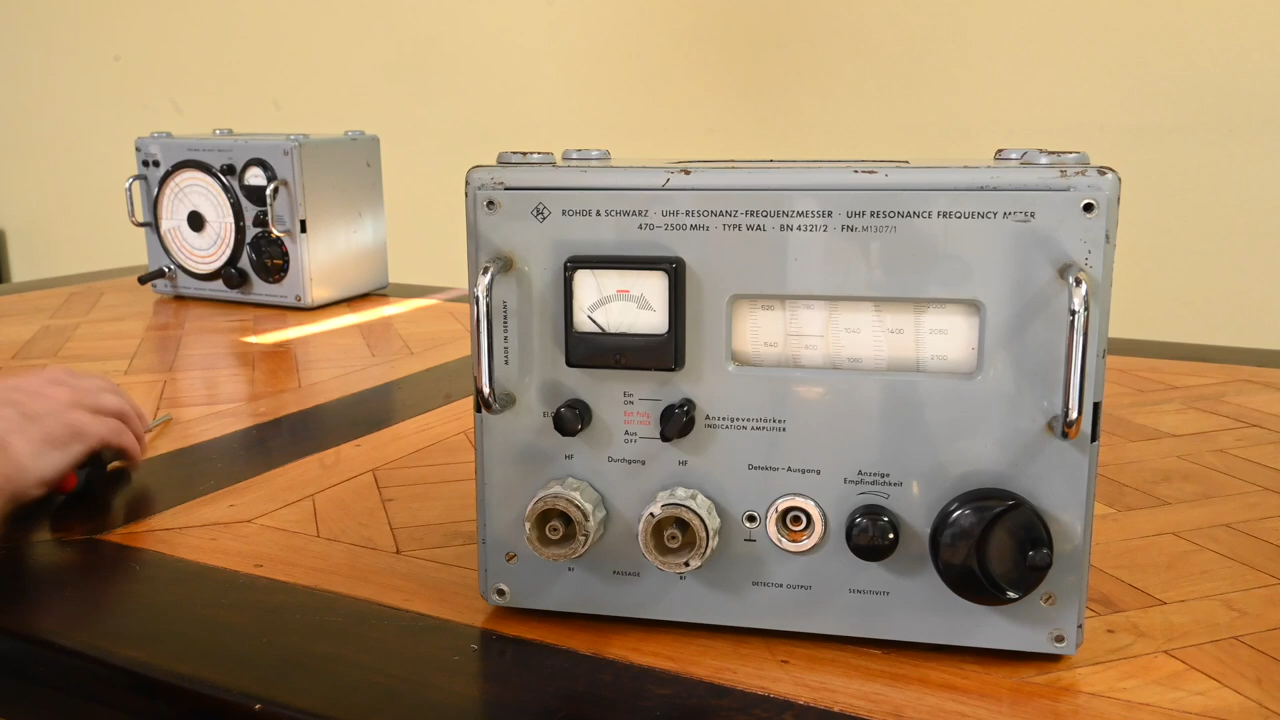 ROHDE & SCHWARZ · UHF-RESONANZ-FREQUENZMESSER · UHF RESONANCE FREQUENCY METER
470—2500 MHz · TYPE WAL · BN 4321/2 · FNr. M1307/1
MADE IN GERMANY
520 780 2000
1040 1400 2050
540 800
1060 2100
Ein
ON
Batt. Prüfg.
BATT. CHECK
Aus
OFF
Anzeigeverstärker
INDICATION AMPLIFIER
HF Durchgang HF
Detektor-Ausgang
Anzeige
Empfindlichkeit
RF PASSAGE RF
DETECTOR OUTPUT
SENSITIVITY